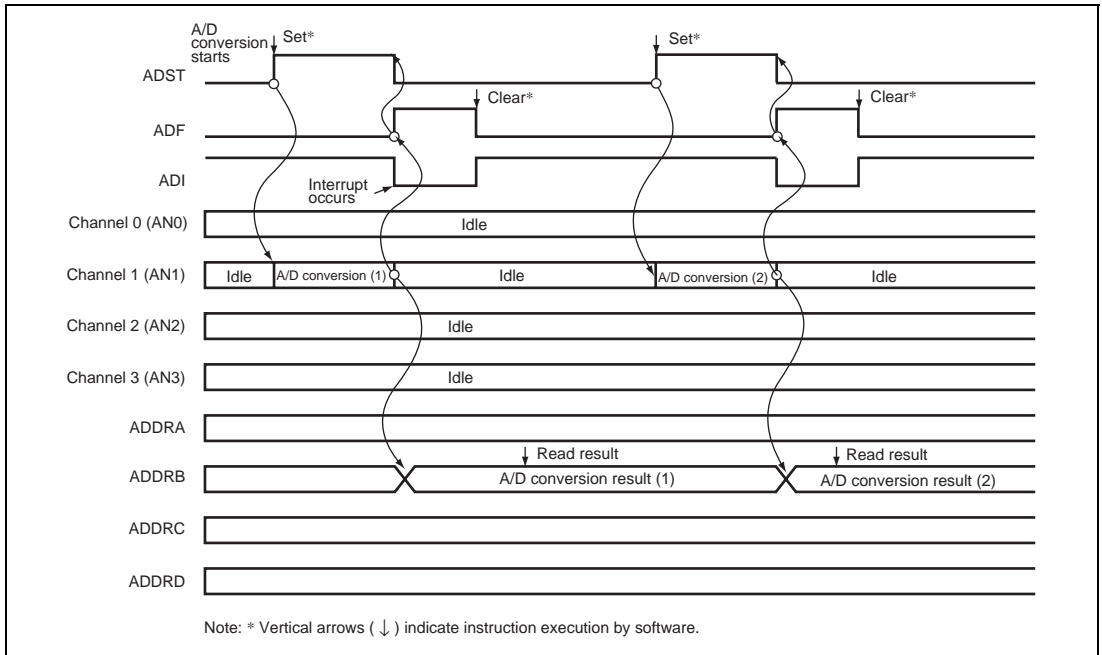 A/D
conversion
starts
Set*
Set*
ADST
Clear*
Clear*
ADF
ADI
Interrupt
occurs
Channel 0 (AN0)
Idle
Channel 1 (AN1)
Idle
A/D conversion (1)
Idle
A/D conversion (2)
Idle
Channel 2 (AN2)
Idle
Channel 3 (AN3)
Idle
ADDRA
Read result
Read result
ADDRB
A/D conversion result (1)
A/D conversion result (2)
ADDRC
ADDRD
Note: * Vertical arrows ( ↓ ) indicate instruction execution by software.